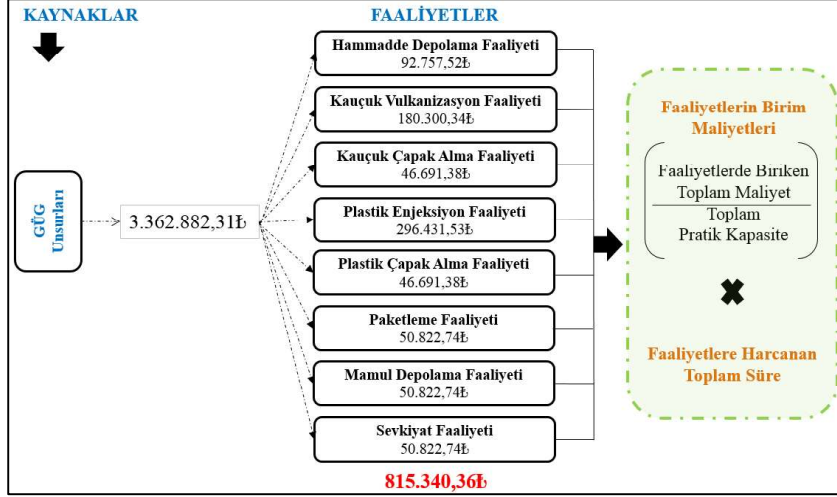 KAYNAKLAR
FAALİYETLER
GÜG
Unsurları
3.362.882,31₺
Hammadde Depolama Faaliyeti
92.757,52₺
Kauçuk Vulkanizasyon Faaliyeti
180.300,34₺
Kauçuk Çapak Alma Faaliyeti
46.691,38₺
Plastik Enjeksiyon Faaliyeti
296.431,53₺
Plastik Çapak Alma Faaliyeti
46.691,38₺
Paketleme Faaliyeti
50.822,74₺
Mamul Depolama Faaliyeti
50.822,74₺
Sevkiyat Faaliyeti
50.822,74₺
815.340,36₺
Faaliyetlerin Birim
Maliyetleri
Faaliyetlerde Biriken
Toplam Maliyet
Toplam
Pratik Kapasite
Faaliyetlere Harcanan
Toplam Süre